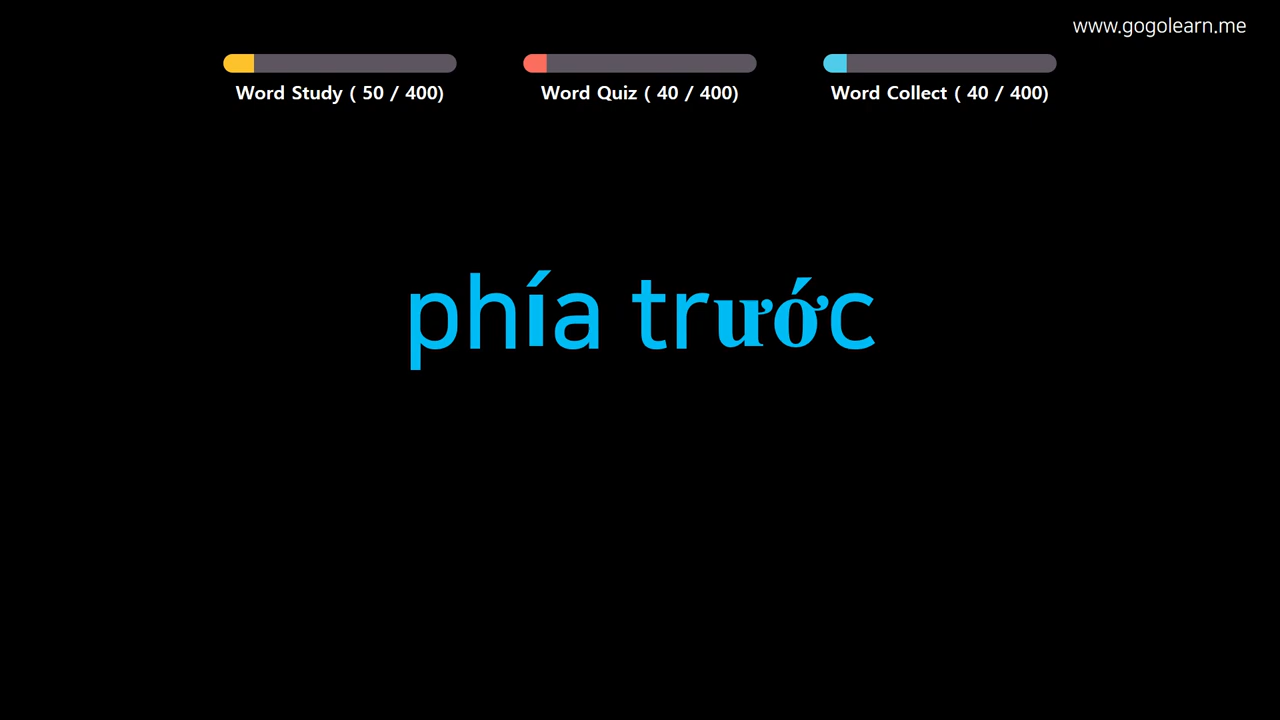 www.gogolearn.me
Word Study ( 50 / 400)
Word Quiz ( 40 / 400)
Word Collect ( 40 / 400)
phía trước